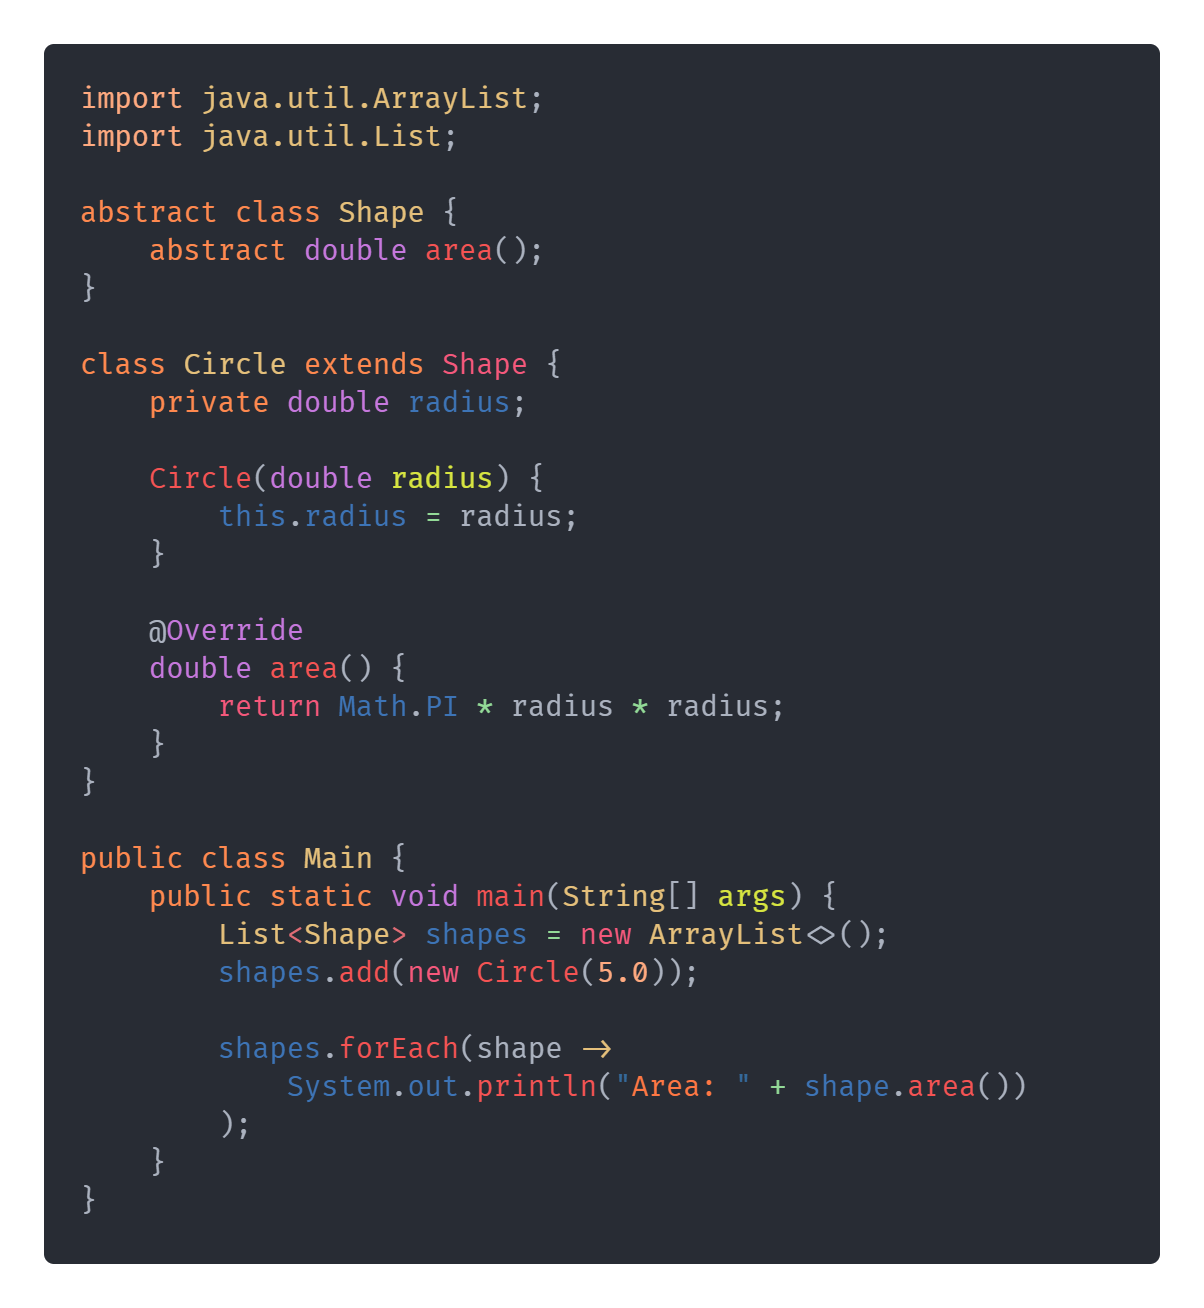 import java.util.ArrayList;
import java.util.List;

abstract class Shape {
    abstract double area();
}

class Circle extends Shape {
    private double radius;

    Circle(double radius) {
        this.radius = radius;
    }

    @Override
    double area() {
        return Math.PI * radius * radius;
    }
}

public class Main {
    public static void main(String[] args) {
        List<Shape> shapes = new ArrayList<>();
        shapes.add(new Circle(5.0));

        shapes.forEach(shape ->
            System.out.println("Area: " + shape.area())
        );
    }
}